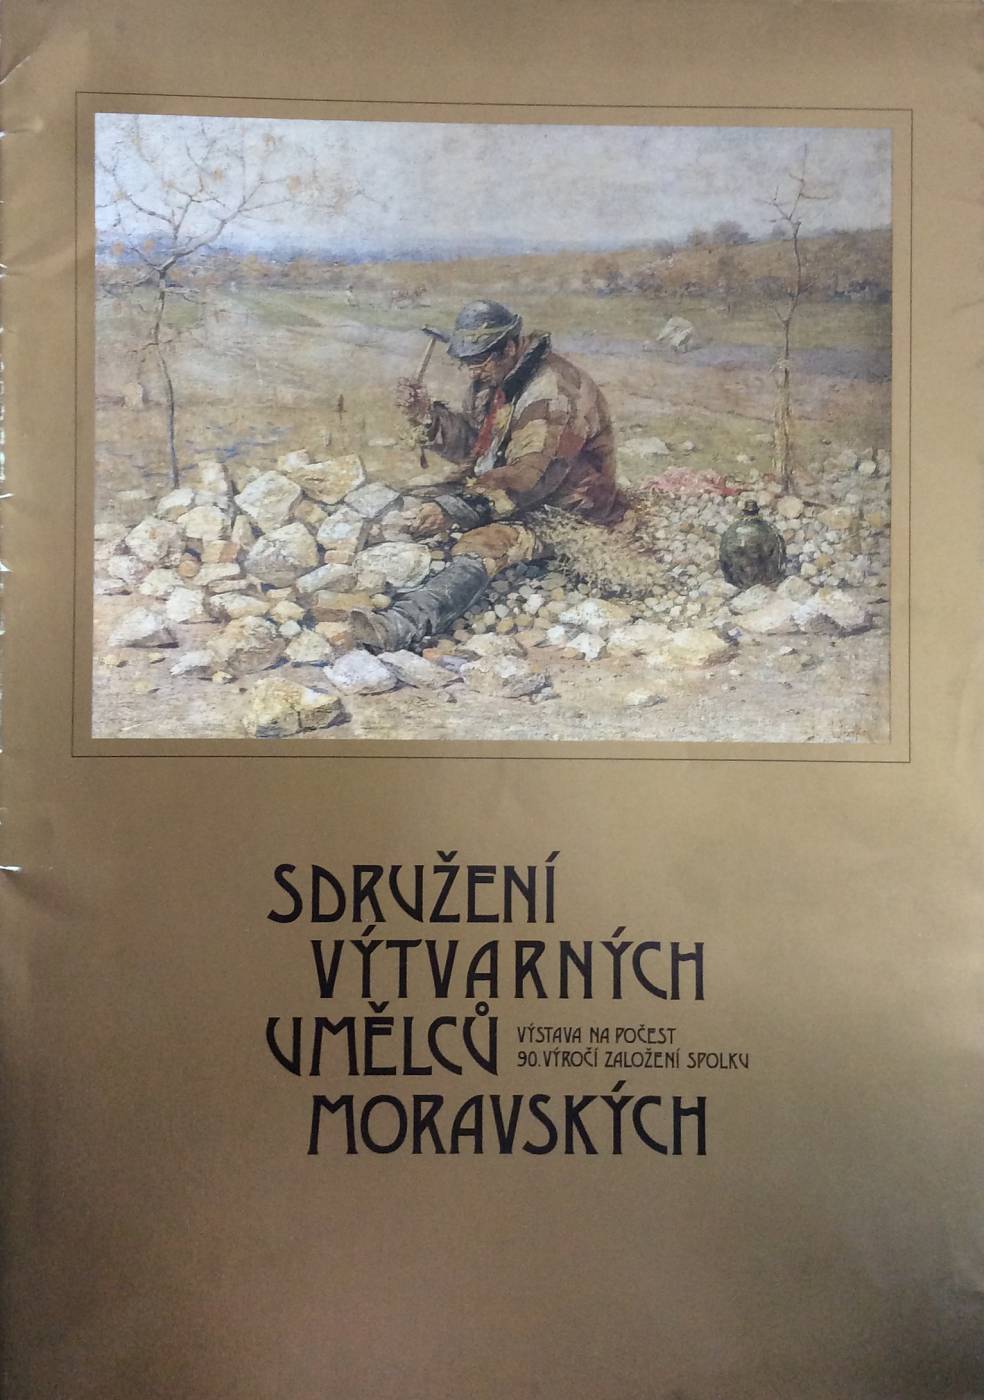 SDRUŽENÍ
VÝTVARNÝCH
UMĚLCŮ
VÝSTAVA NA POČEST
90. VÝROČÍ ZALOŽENÍ SPOLKU
MORAVSKÝCH